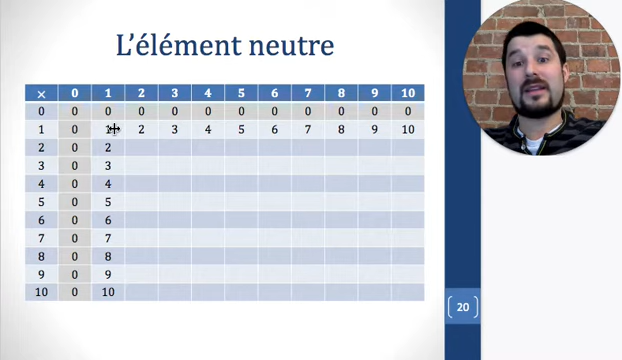 L'élément neutre
× 0 1 2 3 4 5 6 7 8 9 10
0 0 0 0 0 0 0 0 0 0 0 0
1 0 1 2 3 4 5 6 7 8 9 10
2 0 2
3 0 3
4 0 4
5 0 5
6 0 6
7 0 7
8 0 8
9 0 9
10 0 10
20